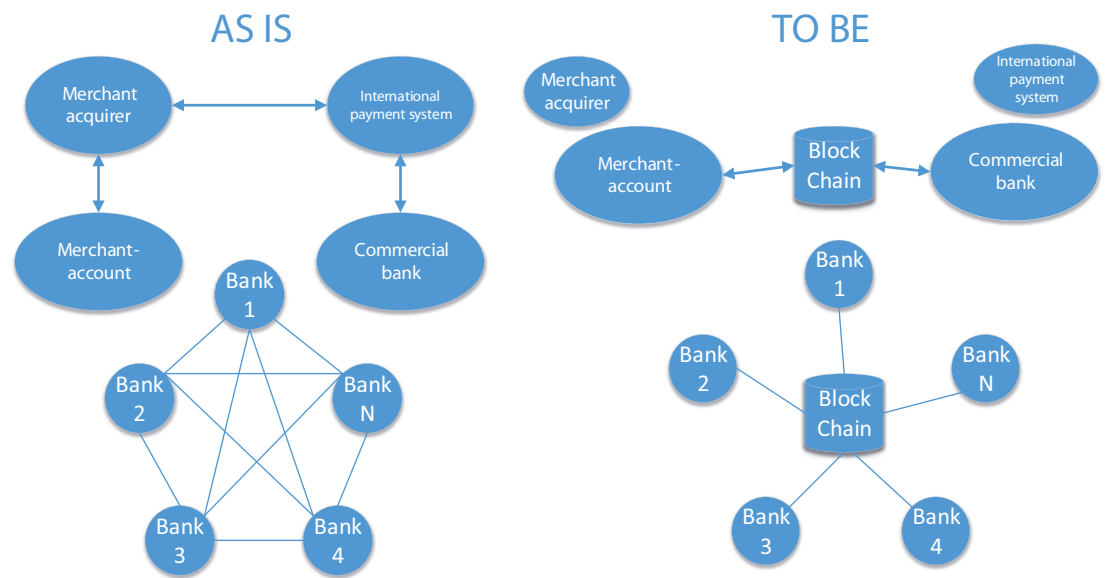 AS IS
Merchant
acquirer
International
payment system
Merchant-
account
Commercial
bank
Bank
1
Bank
2
Bank
N
Bank
3
Bank
4
TO BE
Merchant
acquirer
International
payment
system
Merchant-
account
Block
Chain
Commercial
bank
Bank
1
Bank
2
Block
Chain
Bank
N
Bank
3
Bank
4